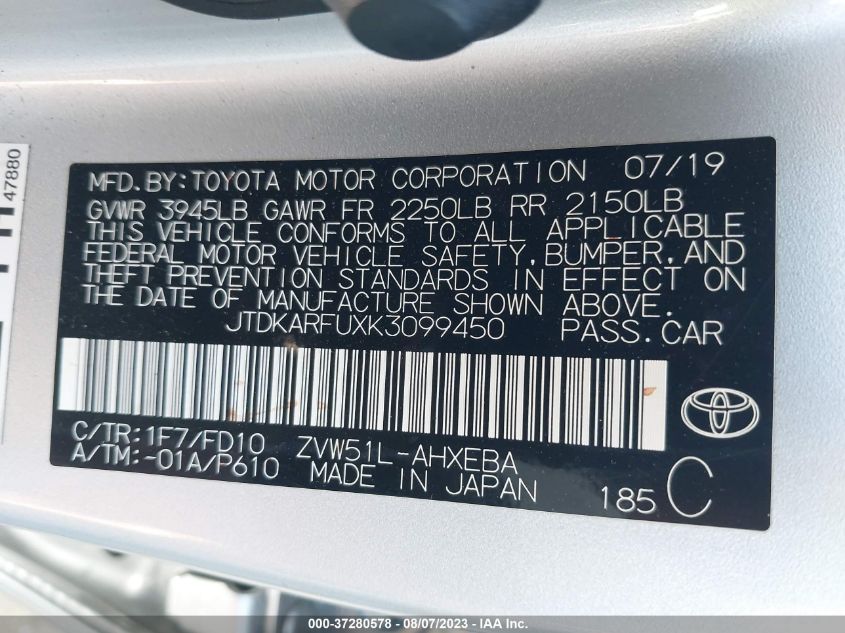 47880
MFD.BY:TOYOTA MOTOR CORPORATION 07/19
GVWR 3945LB GAWR FR 2250LB RR 2150LB
THIS VEHICLE CONFORMS TO ALL APPLICABLE
FEDERAL MOTOR VEHICLE SAFETY,BUMPER,AND
THEFT PREVENTION STANDARDS IN EFFECT ON
THE DATE OF MANUFACTURE SHOWN ABOVE.
JTDKARFUXK3099450 PASS.CAR
C/TR:1F7/FD10 ZVW51L-AHXEBA
A/TM:-01A/P610 MADE IN JAPAN
185 C
000-37280578 - 08/07/2023 - IAA Inc.